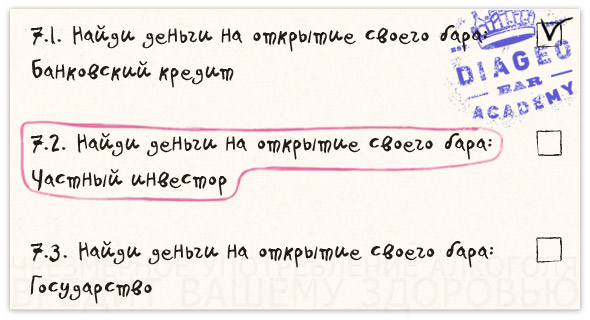 7.1. Найди деньги на открытие своего бара:
Банковский кредит
DIAGEO
BAR
ACADEMY
7.2. Найди деньги на открытие своего бара:
Частный инвестор
7.3. Найди деньги на открытие своего бара:
Государство
ЧРЕЗМЕРНОЕ УПОТРЕБЛЕНИЕ АЛКОГОЛЯ
ВРЕДИТ ВАШЕМУ ЗДОРОВЬЮ